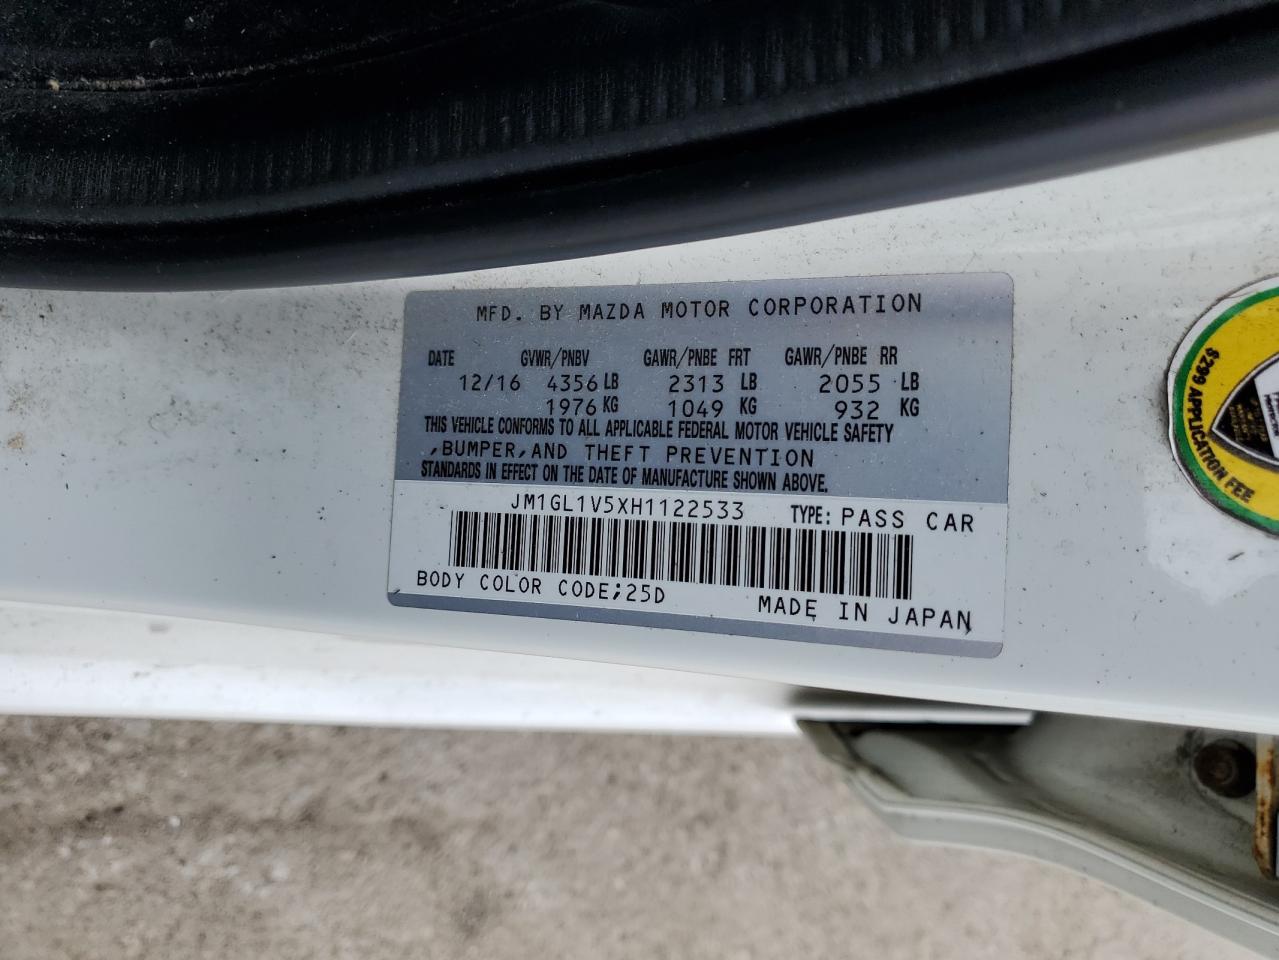 MFD. BY MAZDA MOTOR CORPORATION
DATE GVWR/PNBV GAWR/PNBE FRT GAWR/PNBE RR
12/16 4356 LB 2313 LB 2055 LB
1976 KG 1049 KG 932 KG
THIS VEHICLE CONFORMS TO ALL APPLICABLE FEDERAL MOTOR VEHICLE SAFETY
,BUMPER,AND THEFT PREVENTION
STANDARDS IN EFFECT ON THE DATE OF MANUFACTURE SHOWN ABOVE.
JM1GL1V5XH1122533 TYPE: PASS CAR
BODY COLOR CODE;25D MADE IN JAPAN
$299 APPLICATION FEE